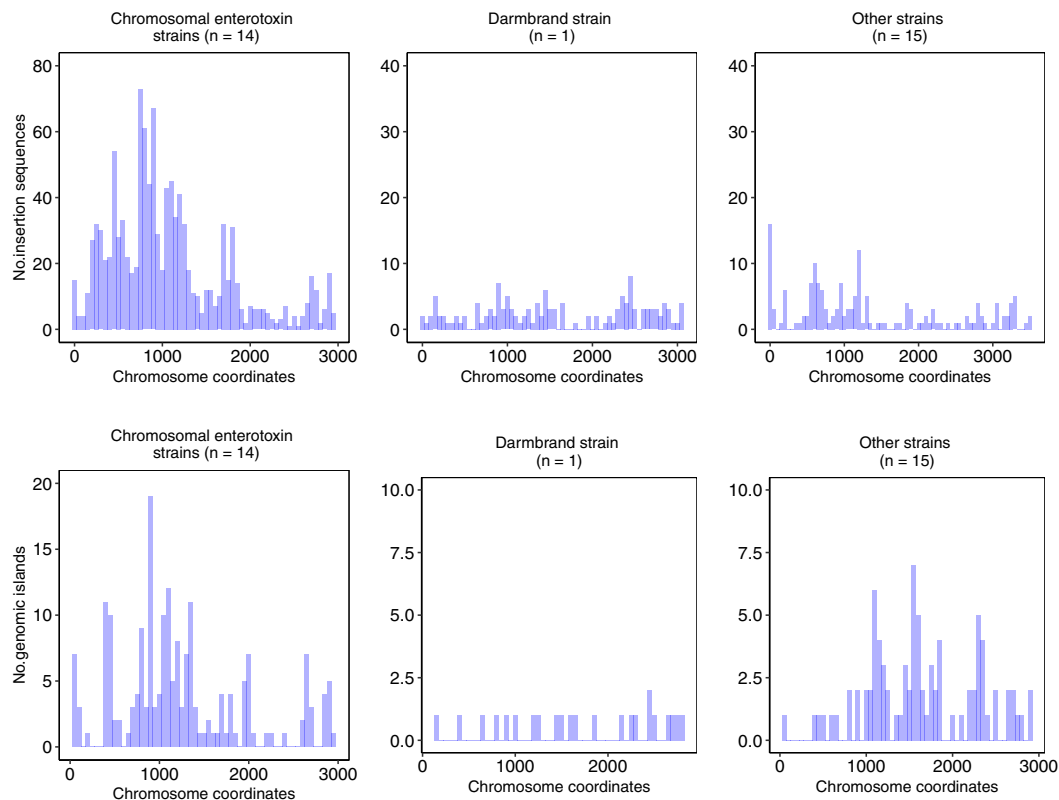 Chromosomal enterotoxin
strains (n = 14)
No.insertion sequences
80
60
40
20
0
0 1000 2000 3000
Chromosome coordinates
Darmbrand strain
(n = 1)
40
30
20
10
0
0 1000 2000 3000
Chromosome coordinates
Other strains
(n = 15)
40
30
20
10
0
0 1000 2000 3000
Chromosome coordinates
Chromosomal enterotoxin
strains (n = 14)
No.genomic islands
20
15
10
5
0
0 1000 2000 3000
Chromosome coordinates
Darmbrand strain
(n = 1)
10.0
7.5
5.0
2.5
0.0
0 1000 2000
Chromosome coordinates
Other strains
(n = 15)
10.0
7.5
5.0
2.5
0.0
0 1000 2000 3000
Chromosome coordinates